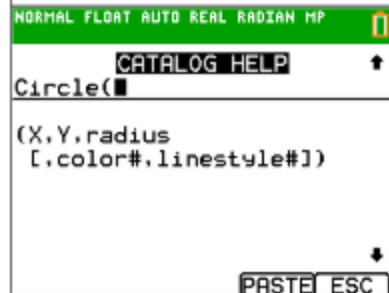 NORMAL FLOAT AUTO REAL RADIAN MP
CATALOG HELP
Circle(
(X,Y,radius
[,color#,linestyle#])
PASTE ESC